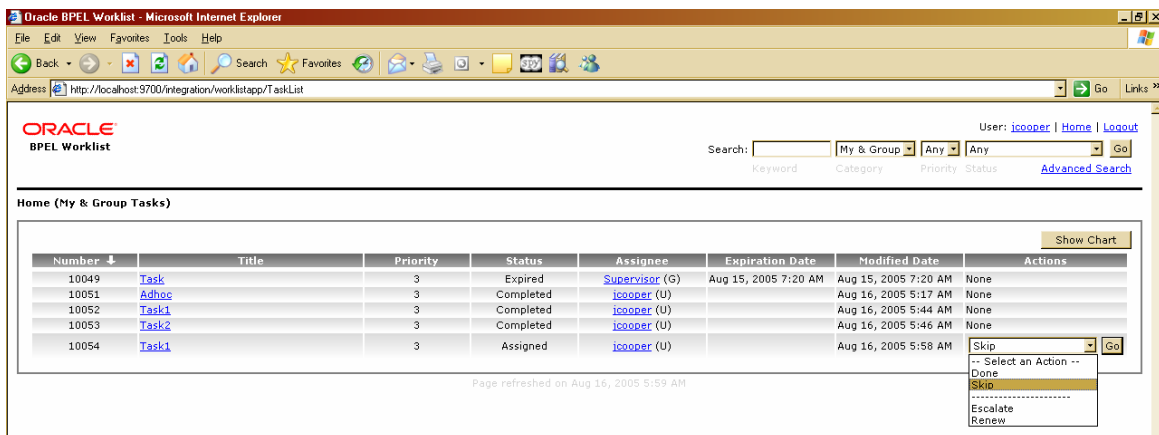 Oracle BPEL Worklist - Microsoft Internet Explorer
File Edit View Favorites Tools Help
Back Search Favorites
Address http://localhost:9700/integration/worklistapp/TaskList Go Links »
ORACLE
BPEL Worklist
User: jcooper | Home | Logout
Search: My & Group Any Any Go
Keyword Category Priority Status Advanced Search
Home (My & Group Tasks)
Show Chart
Number Title Priority Status Assignee Expiration Date Modified Date Actions
10049 Task 3 Expired Supervisor (G) Aug 15, 2005 7:20 AM Aug 15, 2005 7:20 AM None
10051 Adhoc 3 Completed jcooper (U) Aug 16, 2005 5:17 AM None
10052 Task1 3 Completed jcooper (U) Aug 16, 2005 5:44 AM None
10053 Task2 3 Completed jcooper (U) Aug 16, 2005 5:46 AM None
10054 Task1 3 Assigned jcooper (U) Aug 16, 2005 5:58 AM Skip Go
-- Select an Action --
Done
Skip
----------------------
Escalate
Renew
Page refreshed on Aug 16, 2005 5:59 AM